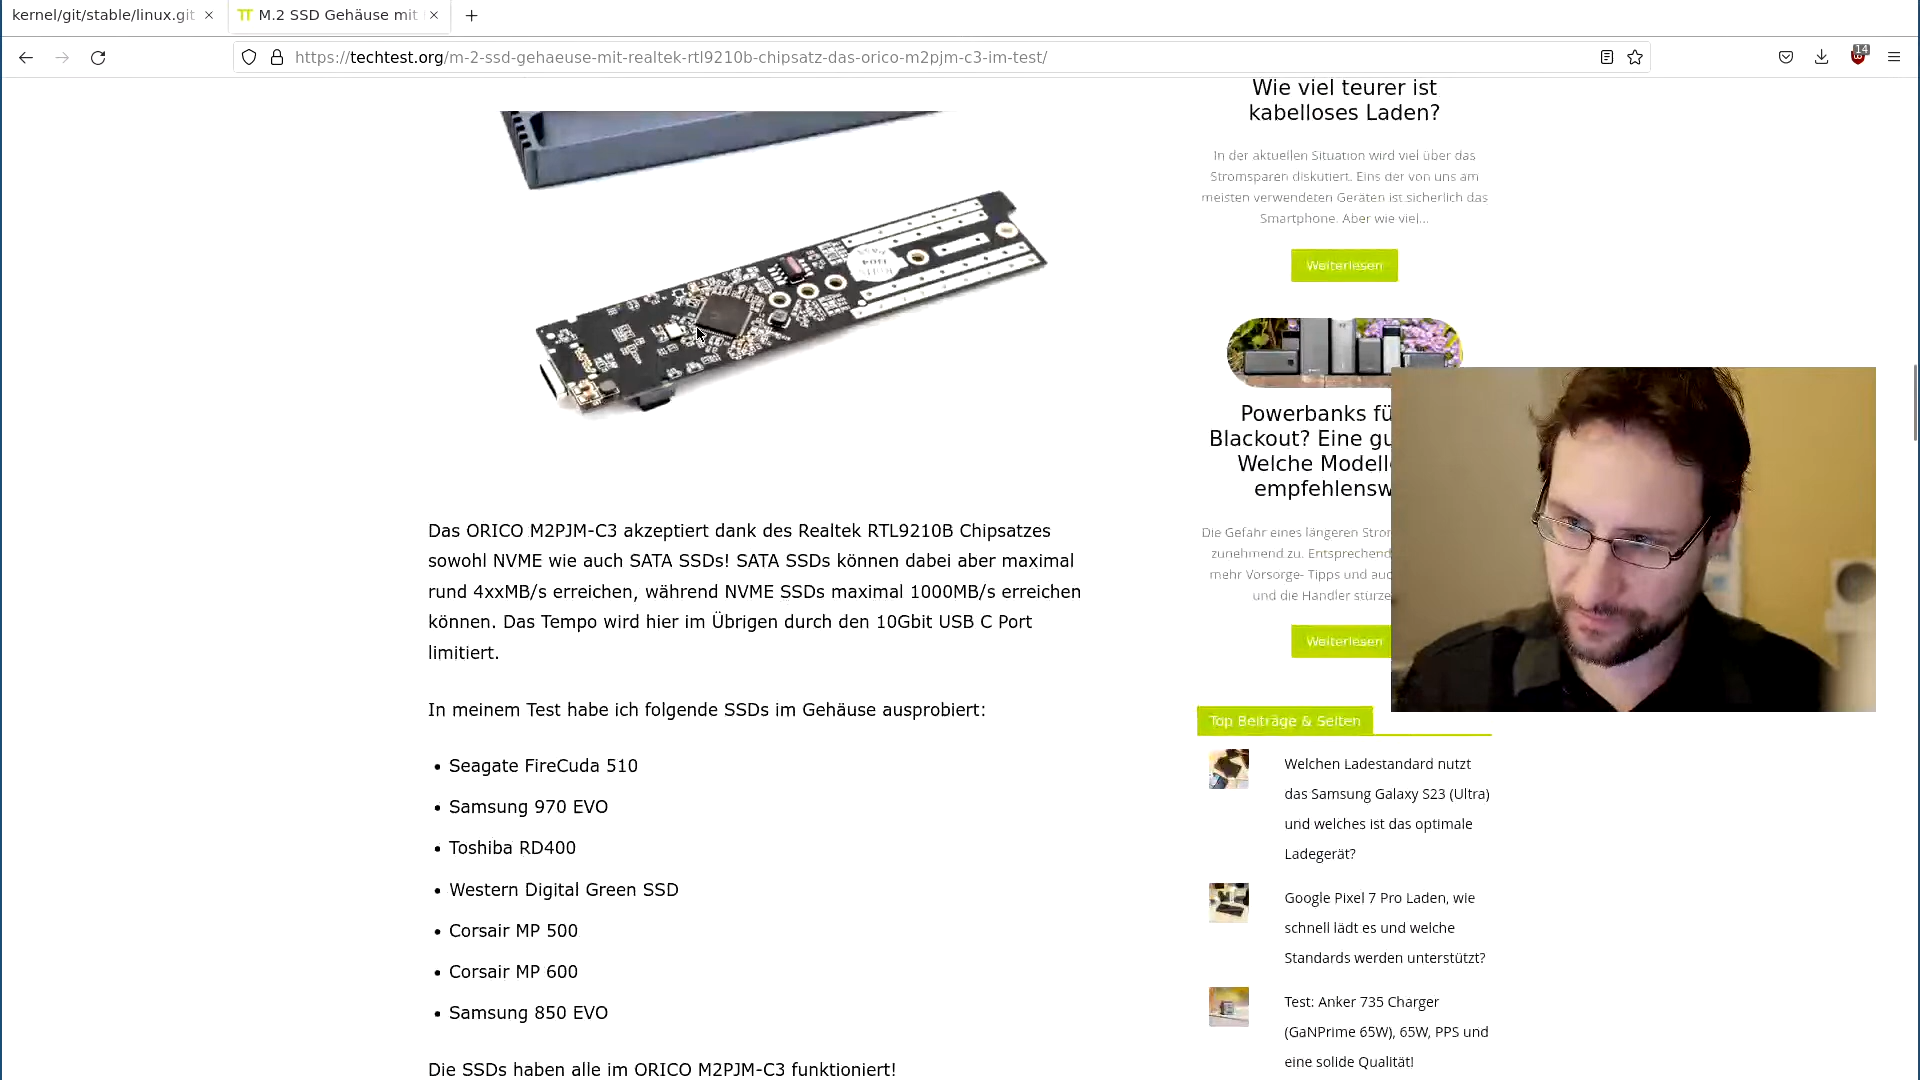 kernel/git/stable/linux.git
M.2 SSD Gehäuse mit
14
https://techtest.org/m-2-ssd-gehaeuse-mit-realtek-rtl9210b-chipsatz-das-orico-m2pjm-c3-im-test/
Das ORICO M2PJM-C3 akzeptiert dank des Realtek RTL9210B Chipsatzes
sowohl NVME wie auch SATA SSDs! SATA SSDs können dabei aber maximal
rund 4xxMB/s erreichen, während NVME SSDs maximal 1000MB/s erreichen
können. Das Tempo wird hier im Übrigen durch den 10Gbit USB C Port
limitiert.
In meinem Test habe ich folgende SSDs im Gehäuse ausprobiert:
• Seagate FireCuda 510
• Samsung 970 EVO
• Toshiba RD400
• Western Digital Green SSD
• Corsair MP 500
• Corsair MP 600
• Samsung 850 EVO
Die SSDs haben alle im ORICO M2PJM-C3 funktioniert!
Wie viel teurer ist
kabelloses Laden?
In der aktuellen Situation wird viel über das
Stromsparen diskutiert. Eins der von uns am
meisten verwendeten Geräten ist sicherlich das
Smartphone. Aber wie viel...
Weiterlesen
Powerbanks fü
Blackout? Eine gu
Welche Modell
empfehlensw
Die Gefahr eines längeren Stro
zunehmend zu. Entsprechend
mehr Vorsorge- Tipps und auc
und die Händler stürze
Weiterlesen
Top Beiträge & Seiten
Welchen Ladestandard nutzt
das Samsung Galaxy S23 (Ultra)
und welches ist das optimale
Ladegerät?
Google Pixel 7 Pro Laden, wie
schnell lädt es und welche
Standards werden unterstützt?
Test: Anker 735 Charger
(GaNPrime 65W), 65W, PPS und
eine solide Qualität!